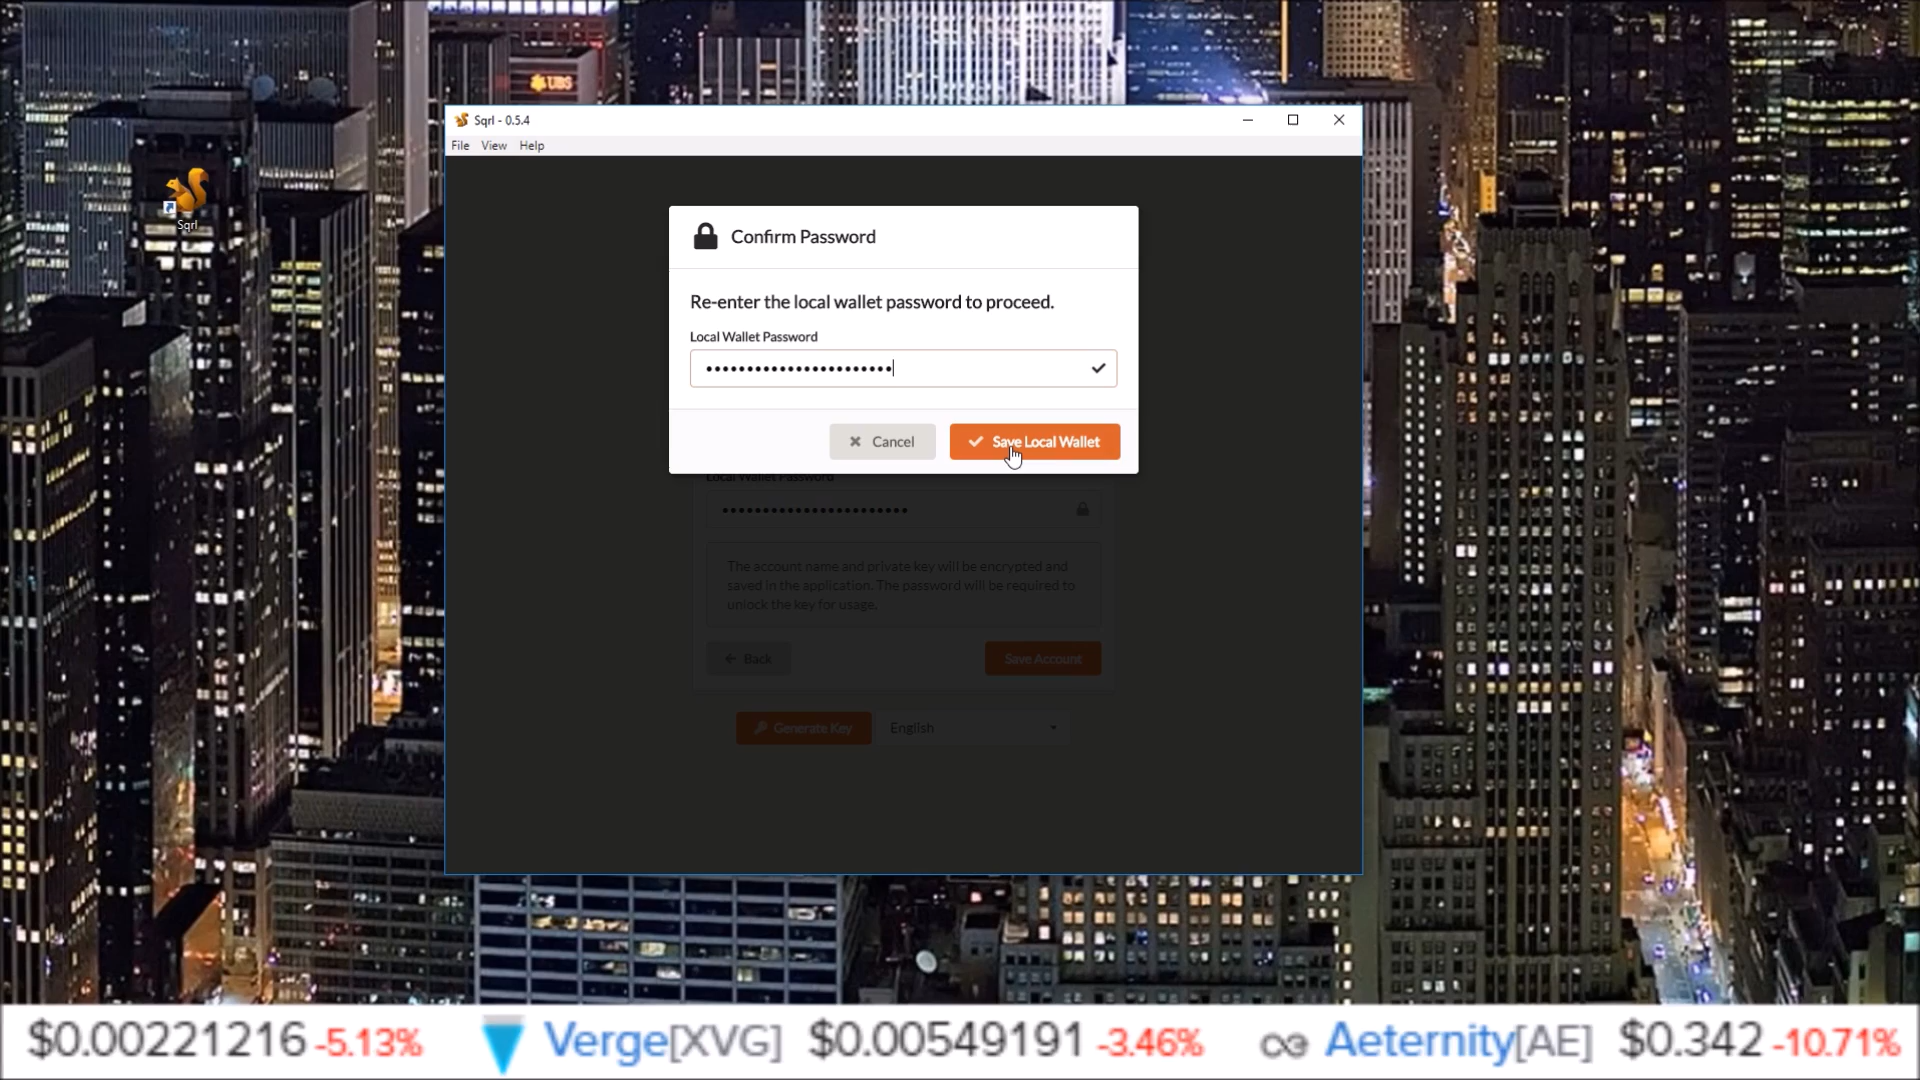 UBS
Sqrl - 0.5.4
File View Help
Sqrl
Confirm Password
Re-enter the local wallet password to proceed.
Local Wallet Password
Cancel
Save Local Wallet
Local Wallet Password
The account name and private key will be encrypted and
saved in the application. The password will be required to
unlock the key for usage.
Back
Save Account
Generate Key
English
$0.00221216 -5.13% Verge[XVG] $0.00549191 -3.46% Aeternity[AE] $0.342 -10.71%